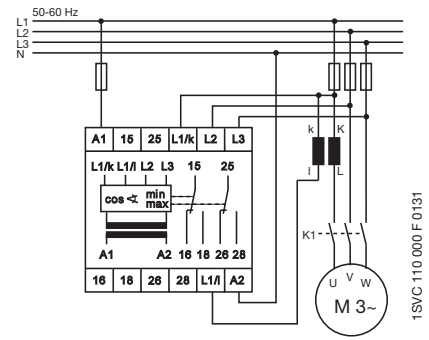 50-60 Hz
L1
L2
L3
N
A1 15 25 L1/k L2 L3
k K
L1/k L1/l L2 L3 15 25
cos ∢ min
max
l L
A1 A2 16 18 26 28
K1
16 18 26 28 L1/l A2
U V W
M 3~
1SVC 110 000 F 0131